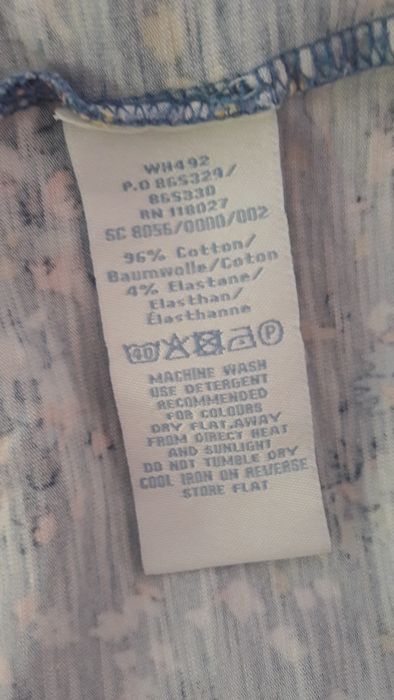 WH492
P.O 865329/
865330
RN 118027
SC 8056/0000/002
96% Cotton/
Baumwolle/Coton
4% Elastane/
Elasthan/
Élasthanne
40 P
MACHINE WASH
USE DETERGENT
RECOMMENDED
FOR COLOURS
DRY FLAT,AWAY
FROM DIRECT HEAT
AND SUNLIGHT
DO NOT TUMBLE DRY
COOL IRON ON REVERSE
STORE FLAT